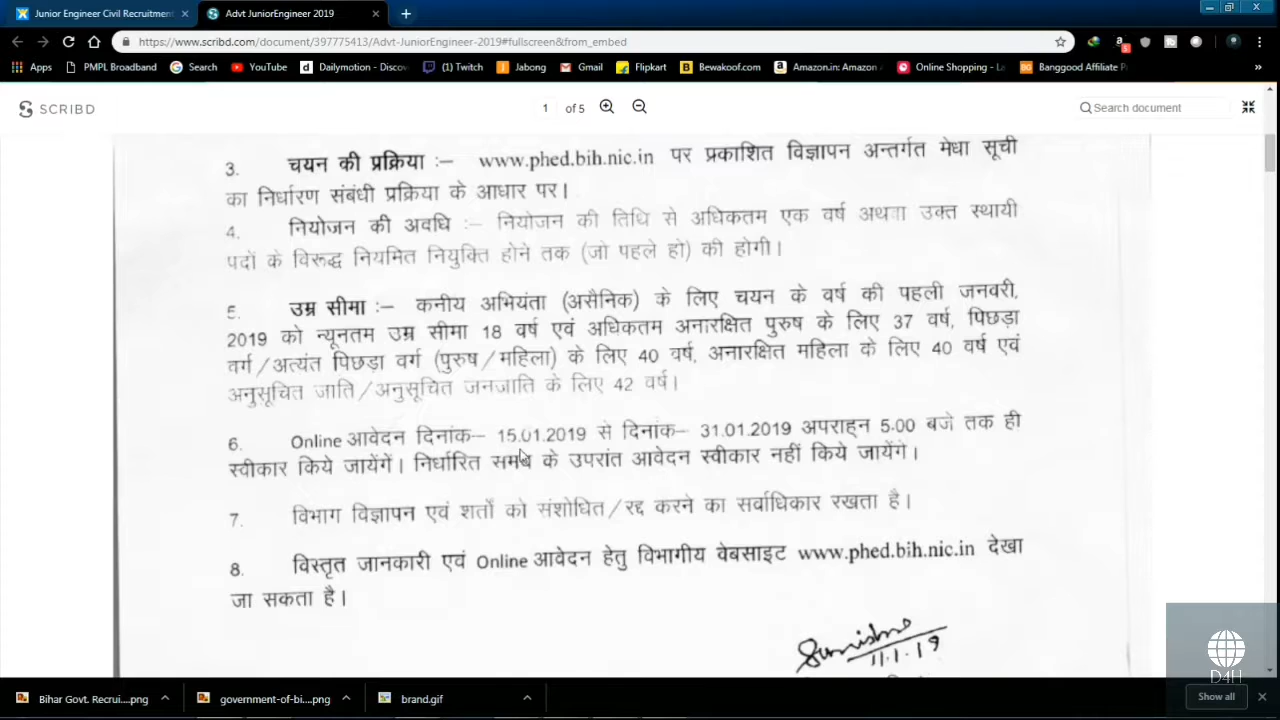 Junior Engineer Civil Recruitment
Advt JuniorEngineer 2019
https://www.scribd.com/document/397775413/Advt-JuniorEngineer-2019#fullscreen&from_embed
Apps PMPL Broadband Search YouTube Dailymotion - Disco (1) Twitch Jabong Gmail Flipkart Bewakoof.com Amazon.in: Amazon Online Shopping - La Banggood Affiliate P
SCRIBD 1 of 5 Search document
3. चयन की प्रक्रिया :– www.phed.bih.nic.in पर प्रकाशित विज्ञापन अन्तर्गत मेधा सूची
का निर्धारण संबंधी प्रक्रिया के आधार पर।
4. नियोजन की अवधि :– नियोजन की तिथि से अधिकतम एक वर्ष अथवा उक्त स्थायी
पदों के विरूद्ध नियमित नियुक्ति होने तक (जो पहले हो) की होगी।
5. उम्र सीमा :– कनीय अभियंता (असैनिक) के लिए चयन के वर्ष की पहली जनवरी,
2019 को न्यूनतम उम्र सीमा 18 वर्ष एवं अधिकतम अनारक्षित पुरुष के लिए 37 वर्ष, पिछड़ा
वर्ग/अत्यंत पिछड़ा वर्ग (पुरुष/महिला) के लिए 40 वर्ष, अनारक्षित महिला के लिए 40 वर्ष एवं
अनुसूचित जाति/अनुसूचित जनजाति के लिए 42 वर्ष।
6. Online आवेदन दिनांक– 15.01.2019 से दिनांक– 31.01.2019 अपराह्न 5.00 बजे तक ही
स्वीकार किये जायेंगें। निर्धारित समय के उपरांत आवेदन स्वीकार नहीं किये जायेंगे।
7. विभाग विज्ञापन एवं शर्तों को संशोधित/रद्द करने का सर्वाधिकार रखता है।
8. विस्तृत जानकारी एवं Online आवेदन हेतु विभागीय वेबसाइट www.phed.bih.nic.in देखा
जा सकता है।
11.1.19
D4H
Bihar Govt. Recrui....png government-of-bi....png brand.gif Show all